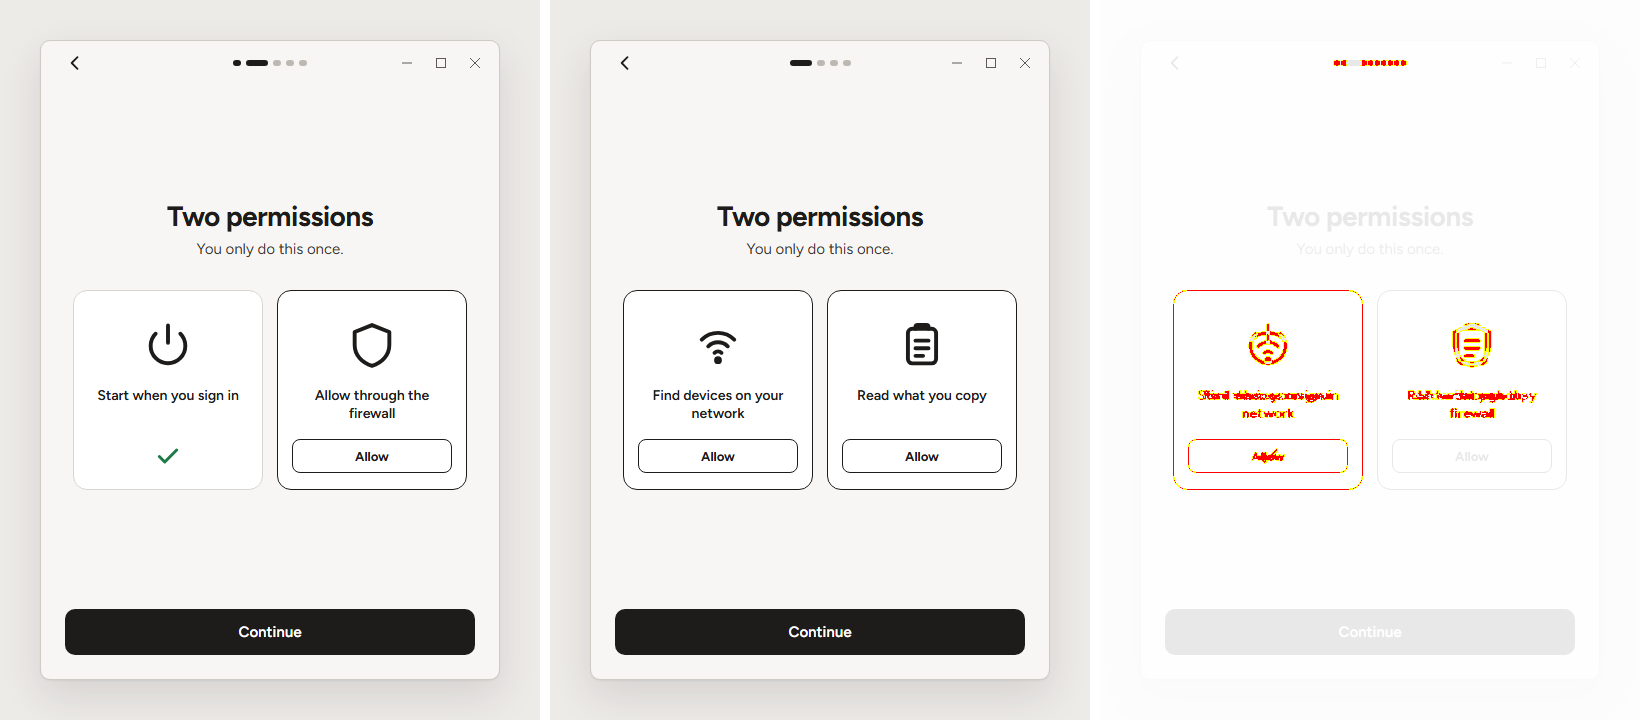 Two permissions
You only do this once.
Start when you sign in
Allow through the
firewall
Allow
Continue
Two permissions
You only do this once.
Find devices on your
network
Read what you copy
Allow
Allow
Continue
Two permissions
You only do this once.
network
firewall
Allow
Continue